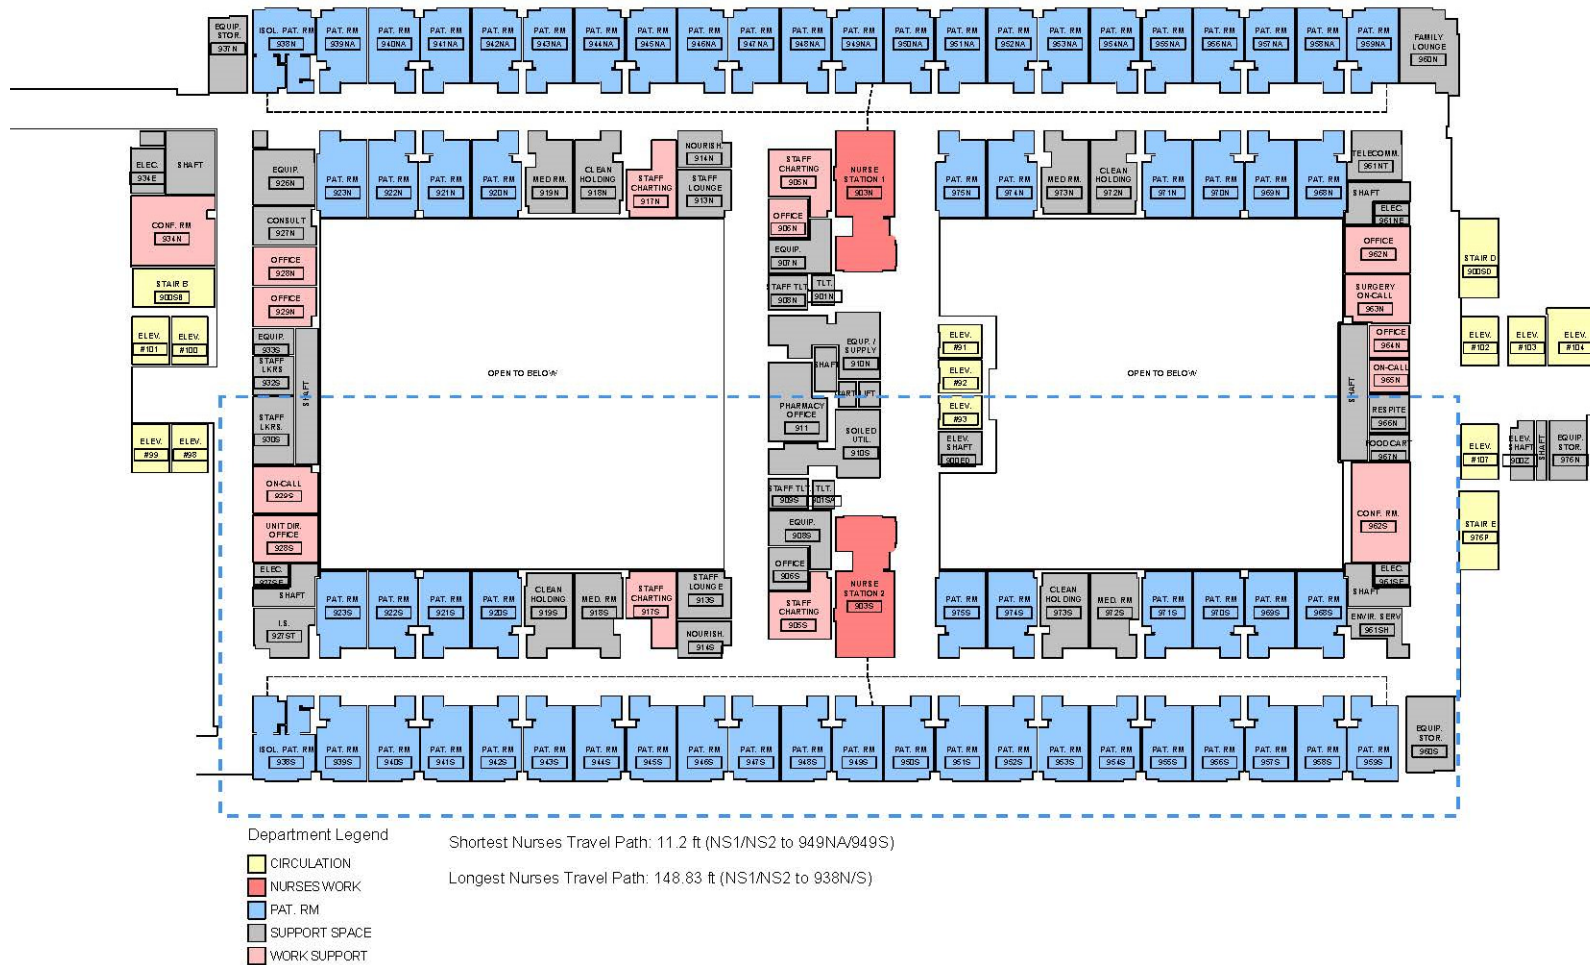 EQUIP.
STOR.
937N
ISOL. PAT. RM
938N
PAT. RM
939NA
PAT. RM
940NA
PAT. RM
941NA
PAT. RM
942NA
PAT. RM
943NA
PAT. RM
944NA
PAT. RM
945NA
PAT. RM
946NA
PAT. RM
947NA
PAT. RM
948NA
PAT. RM
949NA
PAT. RM
950NA
PAT. RM
951NA
PAT. RM
952NA
PAT. RM
953NA
PAT. RM
954NA
PAT. RM
955NA
PAT. RM
956NA
PAT. RM
957NA
PAT. RM
958NA
PAT. RM
959NA
FAMILY
LOUNGE
960N
ELEC.
934E
SHAFT
EQUIP.
926N
PAT. RM
923N
PAT. RM
922N
PAT. RM
921N
PAT. RM
920N
MED RM.
919N
CLEAN
HOLDING
918N
STAFF
CHARTING
917N
NOURISH.
914N
STAFF
LOUNGE
913N
STAFF
CHARTING
905N
NURSE
STATION 1
903N
PAT. RM
975N
PAT. RM
974N
MED RM.
973N
CLEAN
HOLDING
972N
PAT. RM
971N
PAT. RM
970N
PAT. RM
969N
PAT. RM
968N
TELECOMM.
961NT
SHAFT
ELEC.
961NE
CONF. RM
934N
CONSULT
927N
OFFICE
906N
OFFICE
928N
EQUIP.
907N
OFFICE
962N
STAIR D
900SD
STAIR B
900SB
OFFICE
929N
STAFF TLT
908N
TLT.
901N
SURGERY
ON-CALL
963N
ELEV.
#101
ELEV.
#100
EQUIP.
933S
STAFF
LKRS
932S
SHAFT
EQUIP. /
SUPPLY
910N
SHAFT
ELEV.
#91
OFFICE
964N
ELEV.
#102
ELEV.
#103
ELEV.
#104
OPEN TO BELOW
ELEV.
#92
OPEN TO BELOW
ON-CALL
965N
SHAFT
CART LIFT
STAFF
LKRS.
930S
PHARMACY
OFFICE
911
SOILED
UTIL.
910S
ELEV.
#93
ELEV.
SHAFT
900ED
RESPITE
966N
FOOD CART
967N
ELEV.
#99
ELEV.
#98
ELEV.
#107
ELEV.
SHAFT
900Z
SHAFT
EQUIP.
STOR.
976N
ON-CALL
929S
STAFF TLT
909S
TLT.
901SA
CONF. RM.
962S
STAIR E
976P
UNIT DIR.
OFFICE
928S
EQUIP.
908S
ELEC.
927SE
SHAFT
OFFICE
906S
ELEC.
961SE
SHAFT
I.S.
927ST
PAT. RM
923S
PAT. RM
922S
PAT. RM
921S
PAT. RM
920S
CLEAN
HOLDING
919S
MED. RM
918S
STAFF
CHARTING
917S
STAFF
LOUNGE
913S
NOURISH.
914S
STAFF
CHARTING
905S
NURSE
STATION 2
903S
PAT. RM
975S
PAT. RM
974S
CLEAN
HOLDING
973S
MED. RM
972S
PAT. RM
971S
PAT. RM
970S
PAT. RM
969S
PAT. RM
968S
ENVIR. SERV
961SH
ISOL. PAT. RM
938S
PAT. RM
939S
PAT. RM
940S
PAT. RM
941S
PAT. RM
942S
PAT. RM
943S
PAT. RM
944S
PAT. RM
945S
PAT. RM
946S
PAT. RM
947S
PAT. RM
948S
PAT. RM
949S
PAT. RM
950S
PAT. RM
951S
PAT. RM
952S
PAT. RM
953S
PAT. RM
954S
PAT. RM
955S
PAT. RM
956S
PAT. RM
957S
PAT. RM
958S
PAT. RM
959S
EQUIP.
STOR.
960S
Department Legend
CIRCULATION
NURSES WORK
PAT. RM
SUPPORT SPACE
WORK SUPPORT
Shortest Nurses Travel Path: 11.2 ft (NS1/NS2 to 949NA/949S)
Longest Nurses Travel Path: 148.83 ft (NS1/NS2 to 938N/S)